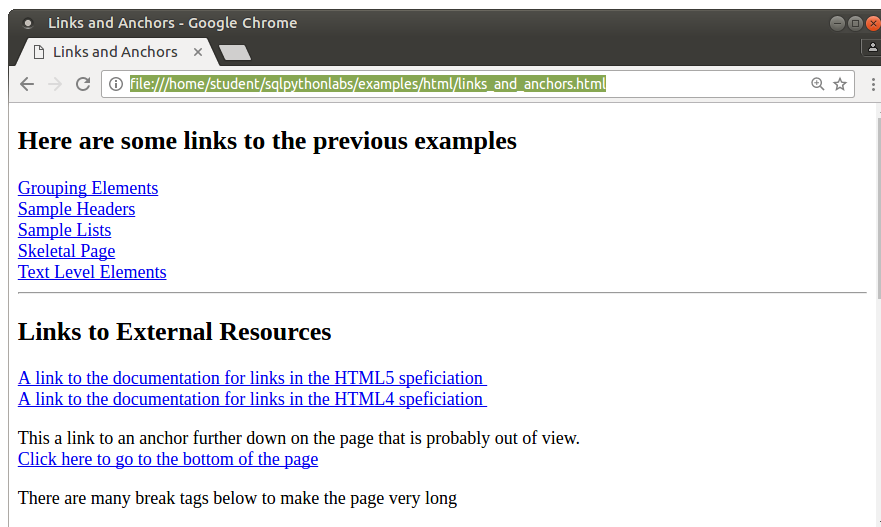 Links and Anchors - Google Chrome
Links and Anchors
file:///home/student/sqlpythonlabs/examples/html/links_and_anchors.html
Here are some links to the previous examples
Grouping Elements
Sample Headers
Sample Lists
Skeletal Page
Text Level Elements
Links to External Resources
A link to the documentation for links in the HTML5 speficiation
A link to the documentation for links in the HTML4 speficiation
This a link to an anchor further down on the page that is probably out of view.
Click here to go to the bottom of the page
There are many break tags below to make the page very long